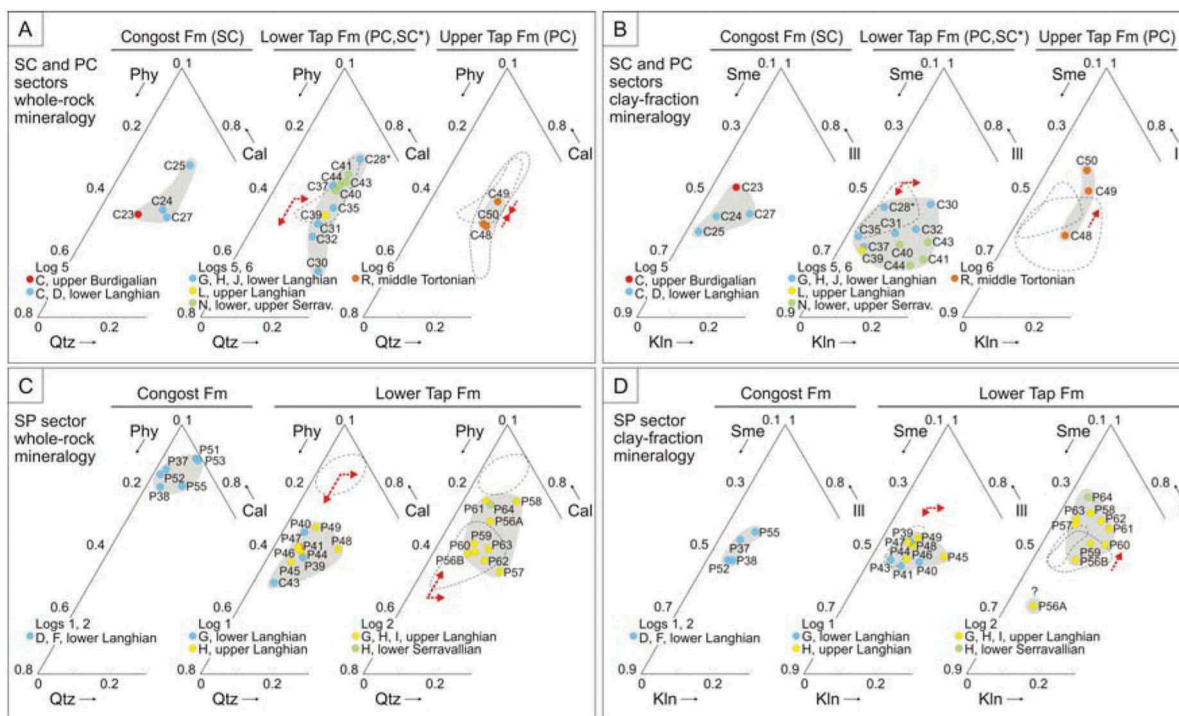 A
Congost Fm (SC)
Lower Tap Fm (PC,SC*)
Upper Tap Fm (PC)
SC and PC
sectors
whole-rock
mineralogy
Phy
0.1
Phy
0.1
Phy
0.1
0.2
0.8
Cal
0.2
0.8
Cal
0.2
0.8
Cal
C25
C24
C23
C27
0.4
C28*
C41
C44
C43
C37
C40
C35
C39
C31
C32
C30
0.4
C49
C50
C48
0.4
0.6
0.6
0.6
Log 5
C, upper Burdigalian
C, D, lower Langhian
Logs 5, 6
G, H, J, lower Langhian
L, upper Langhian
N, lower, upper Serrav.
Log 6
R, middle Tortonian
0.8
0.8
0.8
0
0.2
0
0.2
0
0.2
Qtz →
Qtz →
Qtz →
B
Congost Fm (SC)
Lower Tap Fm (PC,SC*)
Upper Tap Fm (PC)
SC and PC
sectors
clay-fraction
mineralogy
Sme
0.1
1
Sme
0.1
1
Sme
0.1
1
0.3
0.8
Ill
0.3
0.8
Ill
0.3
0.8
I
0.5
C23
C24
C27
C25
0.5
C28*
C30
C31
C32
C35
C37
C39
C40
C43
C44
C41
0.5
C50
C49
C48
0.7
0.7
0.7
Log 5
C, upper Burdigalian
C, D, lower Langhian
Logs 5, 6
G, H, J, lower Langhian
L, upper Langhian
N, lower, upper Serrav.
Log 6
R, middle Tortonian
0.9
0.9
0.9
0
0.2
0
0.2
0
0.2
Kln →
Kln →
Kln →
C
Congost Fm
Lower Tap Fm
SP sector
whole-rock
mineralogy
Phy
0.1
Phy
0.1
Phy
0.1
0.2
0.8
Cal
0.2
0.8
Cal
0.2
0.8
Cal
P51
P53
P37
P52
P38
P55
0.4
P40
P49
P47
P41
P48
P46
P44
P45
P39
C43
0.4
P61
P58
P64
P56A
P59
P60
P63
P56B
P62
P57
0.4
0.6
0.6
0.6
Logs 1, 2
D, F, lower Langhian
Log 1
G, lower Langhian
H, upper Langhian
Log 2
G, H, I, upper Langhian
H, lower Serravallian
0.8
0.8
0.8
0
0.2
0
0.2
0
0.2
Qtz →
Qtz →
Qtz →
D
Congost Fm
Lower Tap Fm
SP sector
clay-fraction
mineralogy
Sme
0.1
1
Sme
0.1
1
Sme
0.1
1
0.3
0.8
Ill
0.3
0.8
Ill
0.3
0.8
Ill
0.5
P55
P37
P52
P38
0.5
P39
P47
P49
P44
P48
P46
P45
P43
P41
P40
0.5
P64
P63
P58
P57
P62
P61
P59
P60
P56B
?
P56A
0.7
0.7
0.7
Logs 1, 2
D, F, lower Langhian
Log 1
G, lower Langhian
H, upper Langhian
Log 2
G, H, I, upper Langhian
H, lower Serravallian
0.9
0.9
0.9
0
0.2
0
0.2
0
0.2
Kln →
Kln →
Kln →